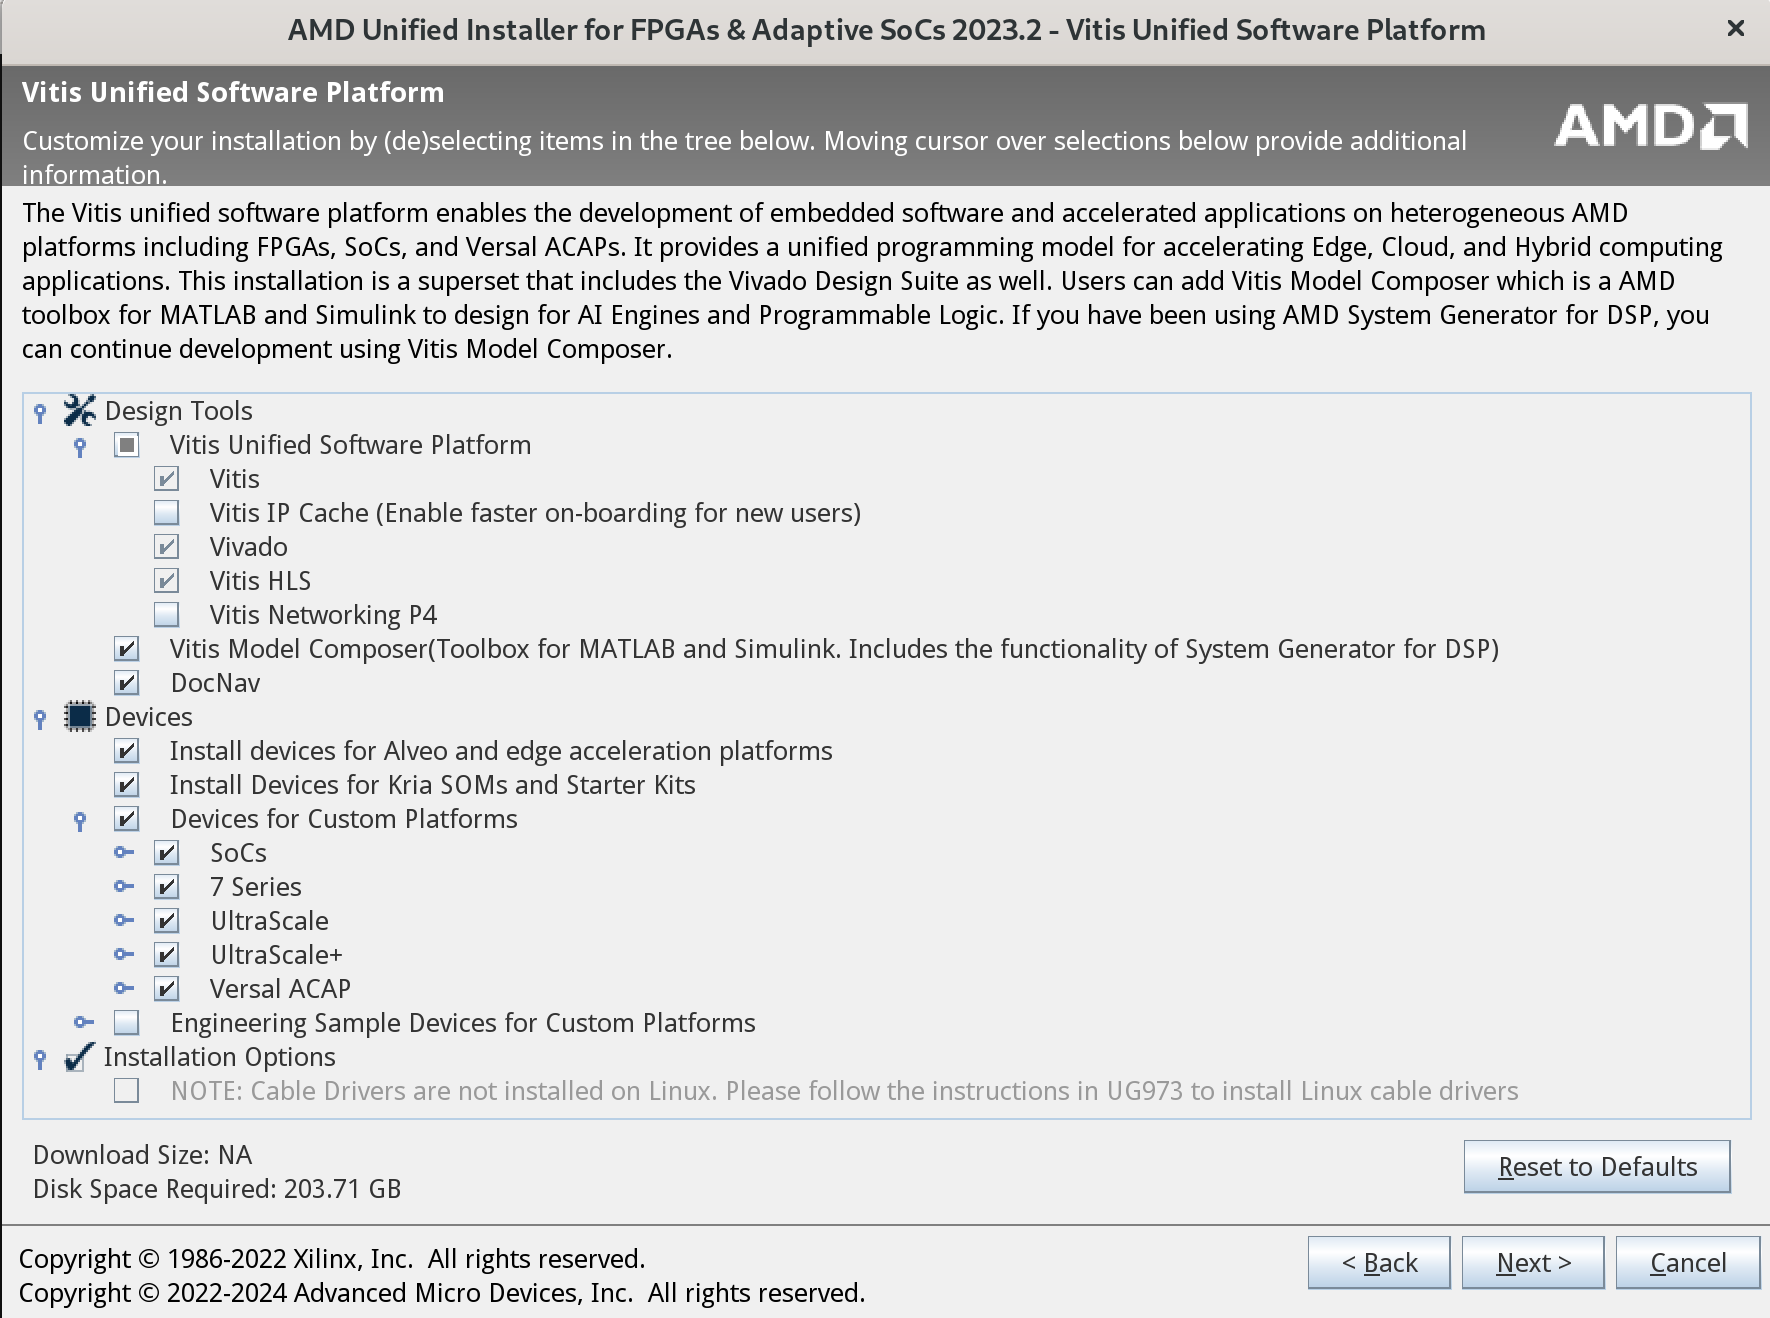 AMD Unified Installer for FPGAs & Adaptive SoCs 2023.2 - Vitis Unified Software Platform
Vitis Unified Software Platform
Customize your installation by (de)selecting items in the tree below. Moving cursor over selections below provide additional
information.
AMD
The Vitis unified software platform enables the development of embedded software and accelerated applications on heterogeneous AMD
platforms including FPGAs, SoCs, and Versal ACAPs. It provides a unified programming model for accelerating Edge, Cloud, and Hybrid computing
applications. This installation is a superset that includes the Vivado Design Suite as well. Users can add Vitis Model Composer which is a AMD
toolbox for MATLAB and Simulink to design for AI Engines and Programmable Logic. If you have been using AMD System Generator for DSP, you
can continue development using Vitis Model Composer.
Design Tools
Vitis Unified Software Platform
Vitis
Vitis IP Cache (Enable faster on-boarding for new users)
Vivado
Vitis HLS
Vitis Networking P4
Vitis Model Composer(Toolbox for MATLAB and Simulink. Includes the functionality of System Generator for DSP)
DocNav
Devices
Install devices for Alveo and edge acceleration platforms
Install Devices for Kria SOMs and Starter Kits
Devices for Custom Platforms
SoCs
7 Series
UltraScale
UltraScale+
Versal ACAP
Engineering Sample Devices for Custom Platforms
Installation Options
NOTE: Cable Drivers are not installed on Linux. Please follow the instructions in UG973 to install Linux cable drivers
Download Size: NA
Disk Space Required: 203.71 GB
Reset to Defaults
Copyright © 1986-2022 Xilinx, Inc.  All rights reserved.
Copyright © 2022-2024 Advanced Micro Devices, Inc.  All rights reserved.
< Back
Next >
Cancel